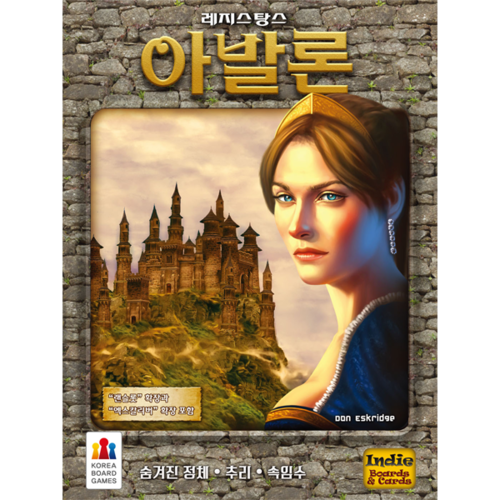 레지스탕스
아발론
"랜슬롯" 확장과
"엑스칼리버" 확장 포함
Don Eskridge
KOREA
BOARD
GAMES
숨겨진 정체 • 추리 • 속임수
Indie
Boards
& Cards